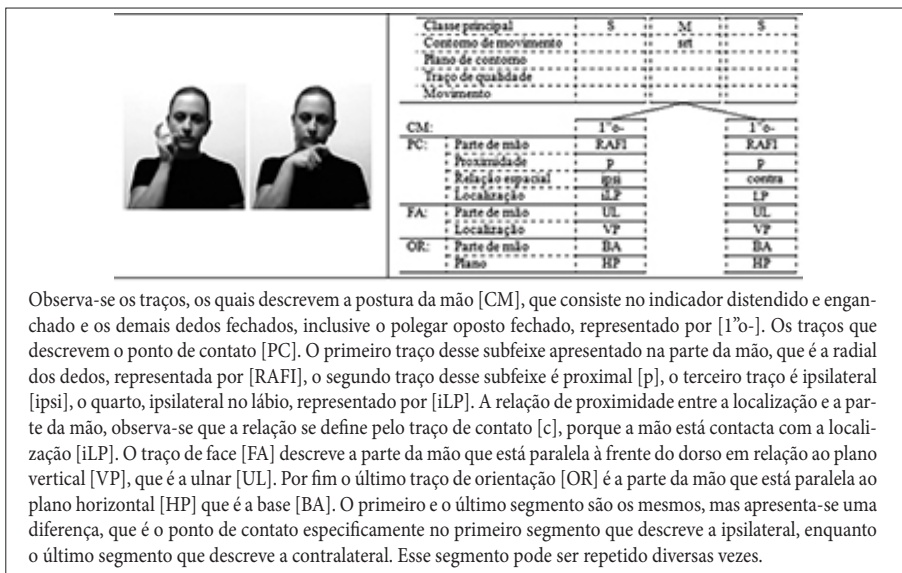 Classe principal S M S
Contorno de movimento set
Plano de contorno
Traço de qualidade
Movimento
CM: 1”o- 1”o-
PC: Parte de mão RAFI RAFI
Proximidade p p
Relação espacial ipsi contra
Localização iLP LP
FA: Parte de mão UL UL
Localização VP VP
OR: Parte de mão BA BA
Plano HP HP
Observa-se os traços, os quais descrevem a postura da mão [CM], que consiste no indicador distendido e engan-
chado e os demais dedos fechados, inclusive o polegar oposto fechado, representado por [1”o-]. Os traços que
descrevem o ponto de contato [PC]. O primeiro traço desse subfeixe apresentado na parte da mão, que é a radial
dos dedos, representada por [RAFI], o segundo traço desse subfeixe é proximal [p], o terceiro traço é ipsilateral
[ipsi], o quarto, ipsilateral no lábio, representado por [iLP]. A relação de proximidade entre a localização e a par-
te da mão, observa-se que a relação se define pelo traço de contato [c], porque a mão está contacta com a locali-
zação [iLP]. O traço de face [FA] descreve a parte da mão que está paralela à frente do dorso em relação ao plano
vertical [VP], que é a ulnar [UL]. Por fim o último traço de orientação [OR] é a parte da mão que está paralela ao
plano horizontal [HP] que é a base [BA]. O primeiro e o último segmento são os mesmos, mas apresenta-se uma
diferença, que é o ponto de contato especificamente no primeiro segmento que descreve a ipsilateral, enquanto
o último segmento que descreve a contralateral. Esse segmento pode ser repetido diversas vezes.